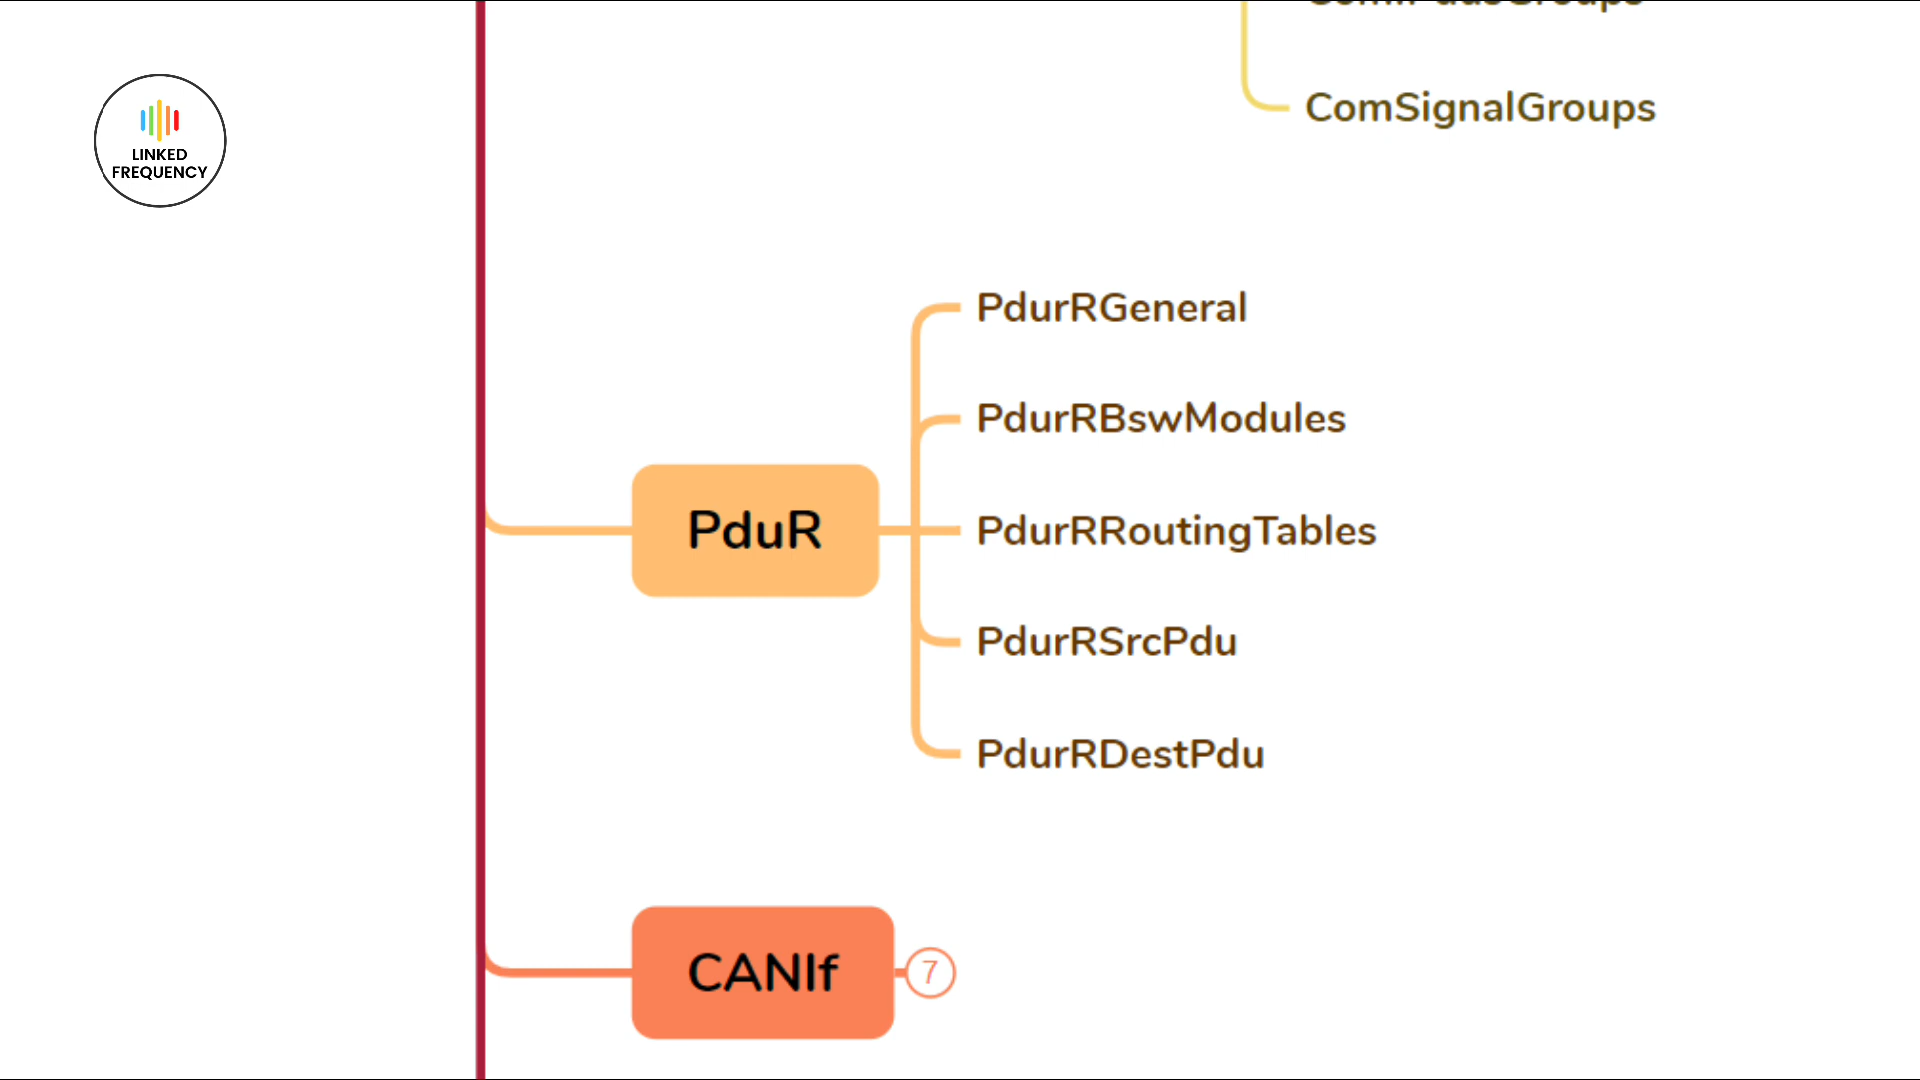 LINKED
FREQUENCY
ComSignalGroups
PdurRGeneral
PdurRBswModules
PduR
PdurRRoutingTables
PdurRSrcPdu
PdurRDestPdu
CANIf
7